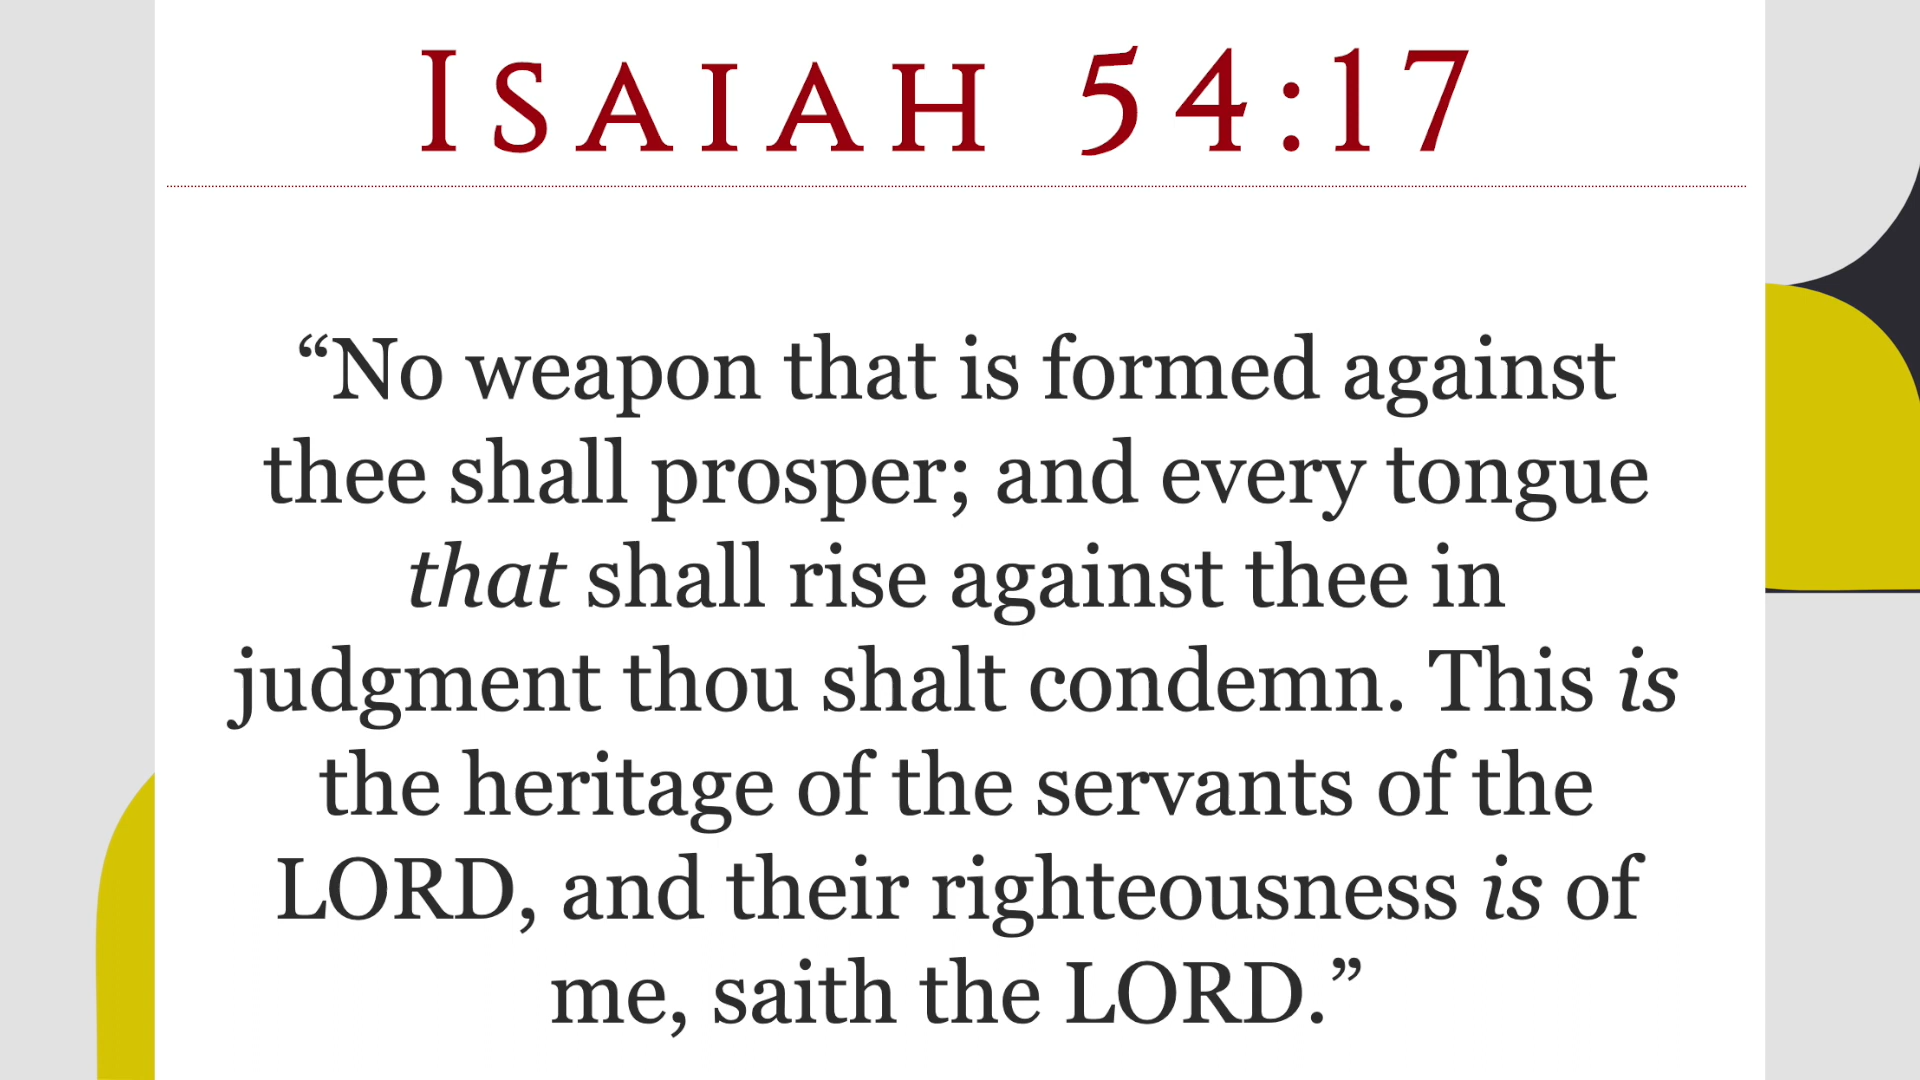 Isaiah 54:17
“No weapon that is formed against
thee shall prosper; and every tongue
that shall rise against thee in
judgment thou shalt condemn. This is
the heritage of the servants of the
LORD, and their righteousness is of
me, saith the LORD.”